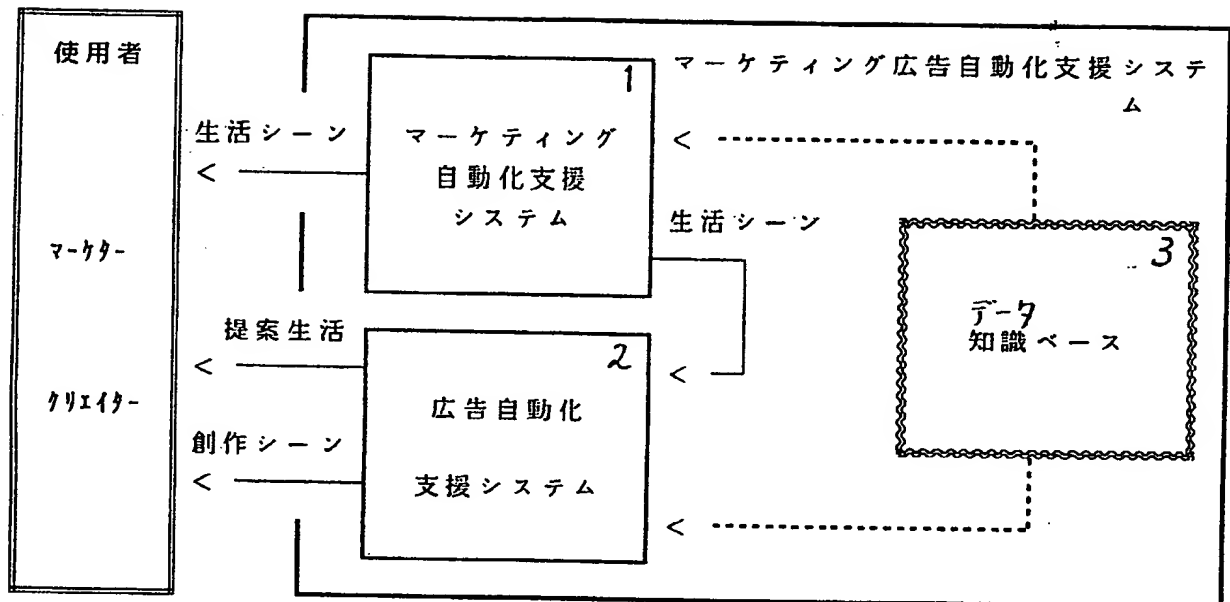 使用者
マーケター
クリエイター
マーケティング広告自動化支援システ
ム
生活シーン
1
マーケティング
自動化支援
システム
生活シーン
提案生活
創作シーン
2
広告自動化
支援システム
3
データ
知識ベース